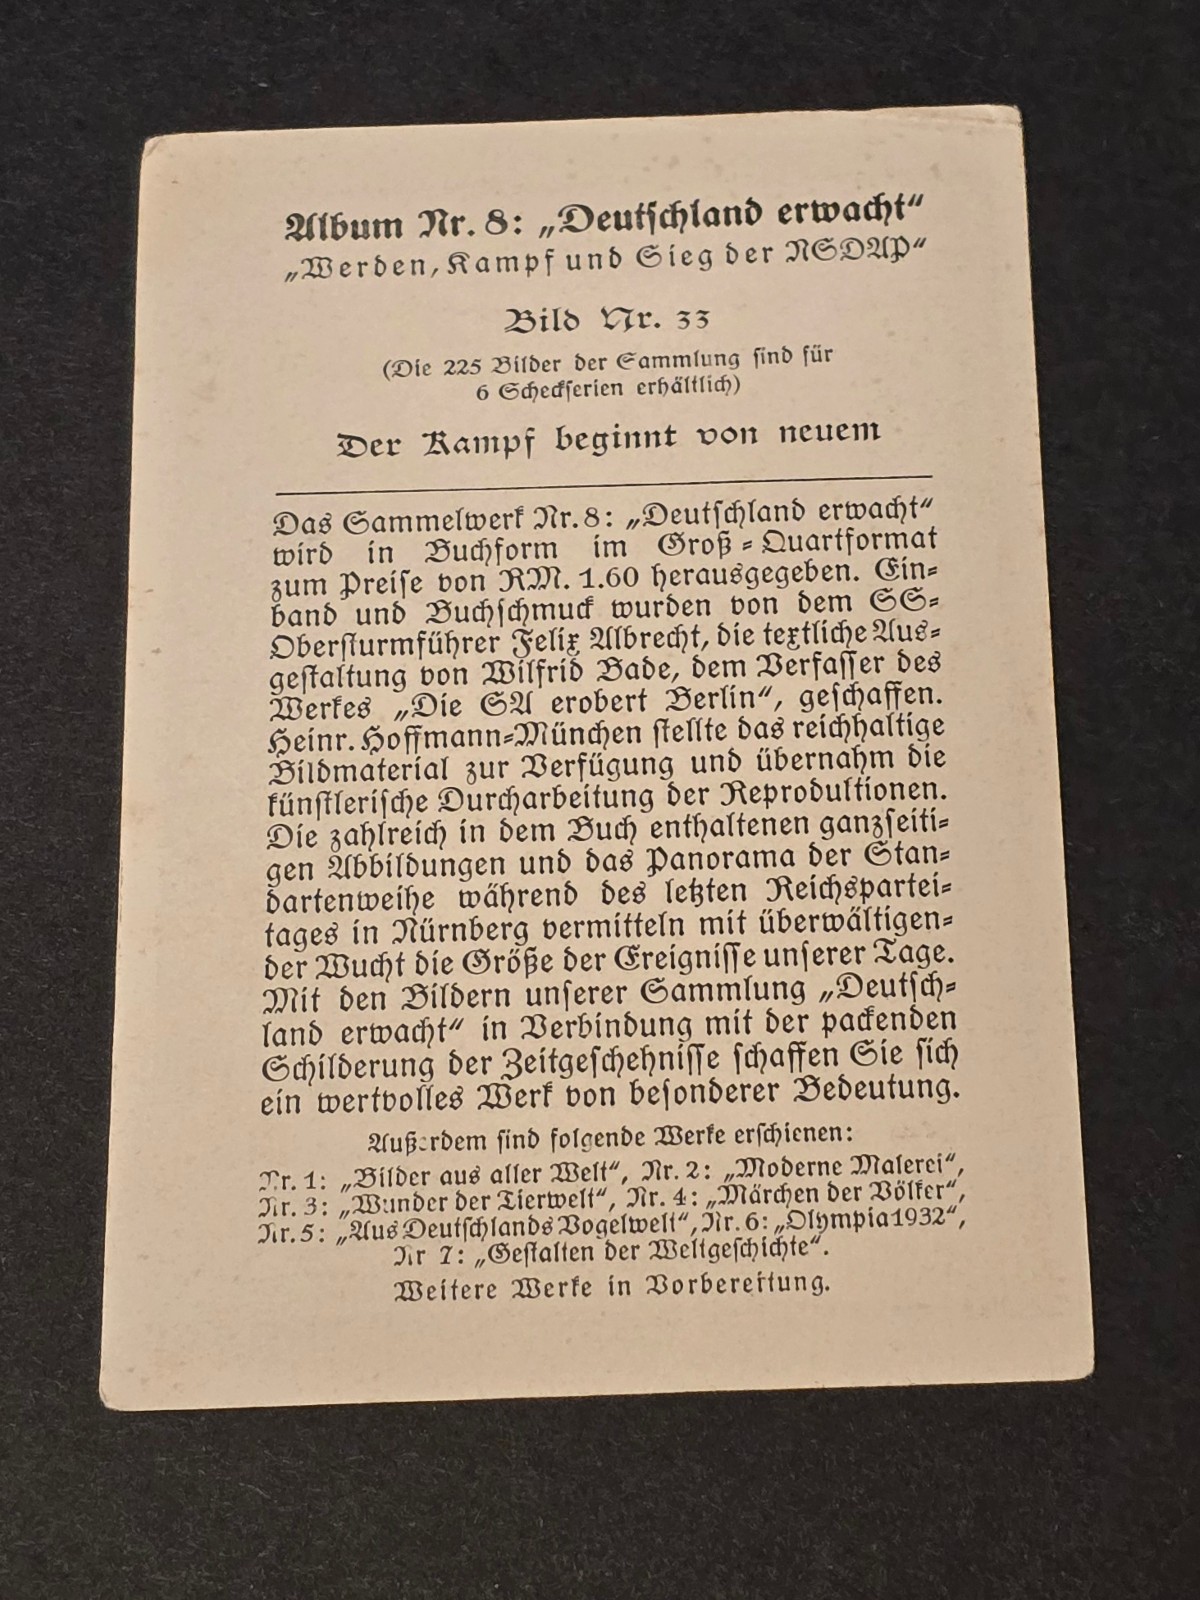 Album Nr. 8: „Deutschland erwacht“
„Werden, Kampf und Sieg der NSDAP“
Bild Nr. 33
(Die 225 Bilder der Sammlung sind für
6 Scheckserien erhältlich)
Der Kampf beginnt von neuem
Das Sammelwerk Nr. 8: „Deutschland erwacht“
wird in Buchform im Groß-Quartformat
zum Preise von RM. 1.60 herausgegeben. Ein-
band und Buchschmuck wurden von dem SS-
Obersturmführer Felix Albrecht, die textliche Aus-
gestaltung von Wilfrid Bade, dem Verfasser des
Werkes „Die SA erobert Berlin“, geschaffen.
Heinr. Hoffmann-München stellte das reichhaltige
Bildmaterial zur Verfügung und übernahm die
künstlerische Durcharbeitung der Reproduktionen.
Die zahlreich in dem Buch enthaltenen ganzseiti-
gen Abbildungen und das Panorama der Stan-
dartenweihe während des letzten Reichspartei-
tages in Nürnberg vermitteln mit überwältigen-
der Wucht die Größe der Ereignisse unserer Tage.
Mit den Bildern unserer Sammlung „Deutsch-
land erwacht“ in Verbindung mit der packenden
Schilderung der Zeitgeschehnisse schaffen Sie sich
ein wertvolles Werk von besonderer Bedeutung.
Außerdem sind folgende Werke erschienen:
Nr. 1: „Bilder aus aller Welt“, Nr. 2: „Moderne Malerei“,
Nr. 3: „Wunder der Tierwelt“, Nr. 4: „Märchen der Völker“,
Nr. 5: „Aus Deutschlands Vogelwelt“, Nr. 6: „Olympia 1932“,
Nr 7: „Gestalten der Weltgeschichte“.
Weitere Werke in Vorbereitung.